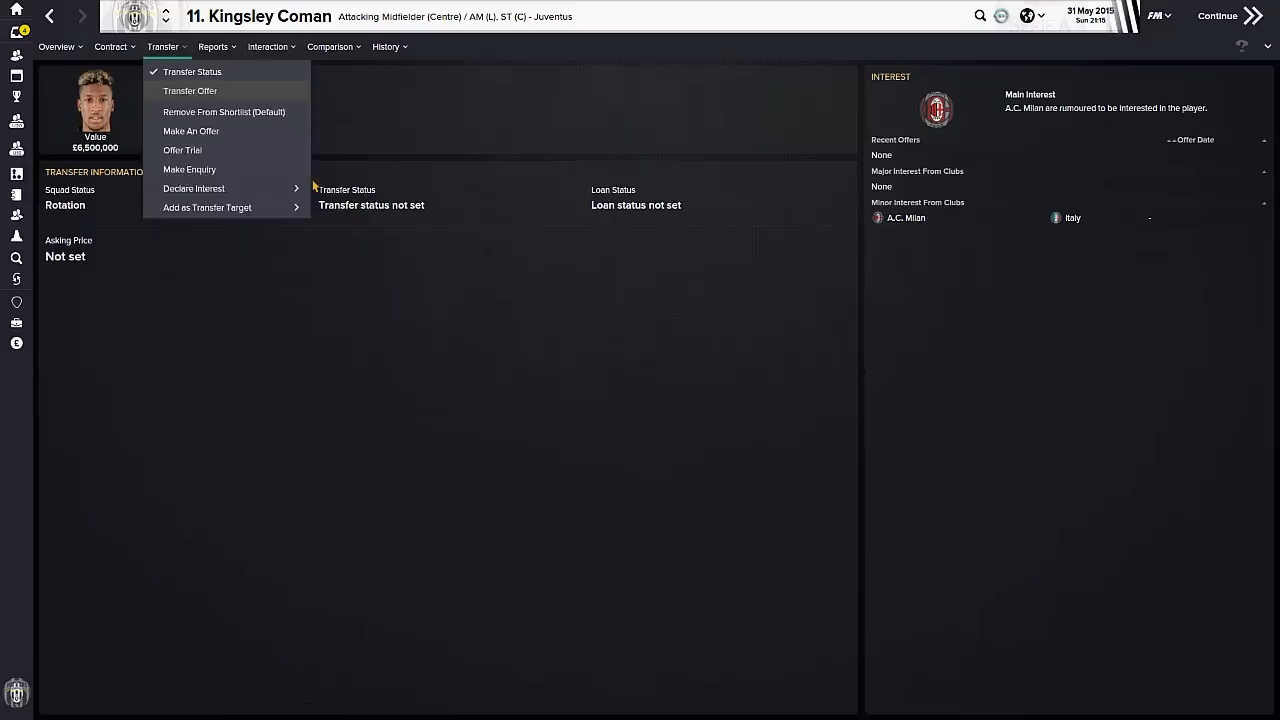 11. Kingsley Coman Attacking Midfielder (Centre) / AM (L), ST (C) - Juventus
31 May 2015
Sun 21:15
FM
Continue
4
Overview Contract Transfer Reports Interaction Comparison History
Transfer Status
Transfer Offer
Remove From Shortlist (Default)
Make An Offer
Offer Trial
Make Enquiry
Declare Interest
Add as Transfer Target
Value
£6,500,000
TRANSFER INFORMATIO
Squad Status
Rotation
Transfer Status
Transfer status not set
Loan Status
Loan status not set
Asking Price
Not set
INTEREST
Main Interest
A.C. Milan are rumoured to be interested in the player.
Recent Offers Offer Date
None
Major Interest From Clubs
None
Minor Interest From Clubs
A.C. Milan Italy -